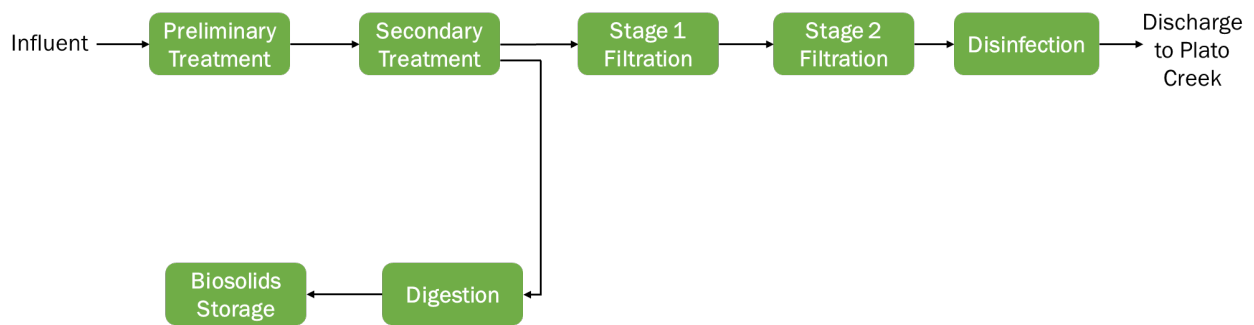 Influent
Preliminary
Treatment
Secondary
Treatment
Stage 1
Filtration
Stage 2
Filtration
Disinfection
Discharge
to Plato
Creek
Biosolids
Storage
Digestion